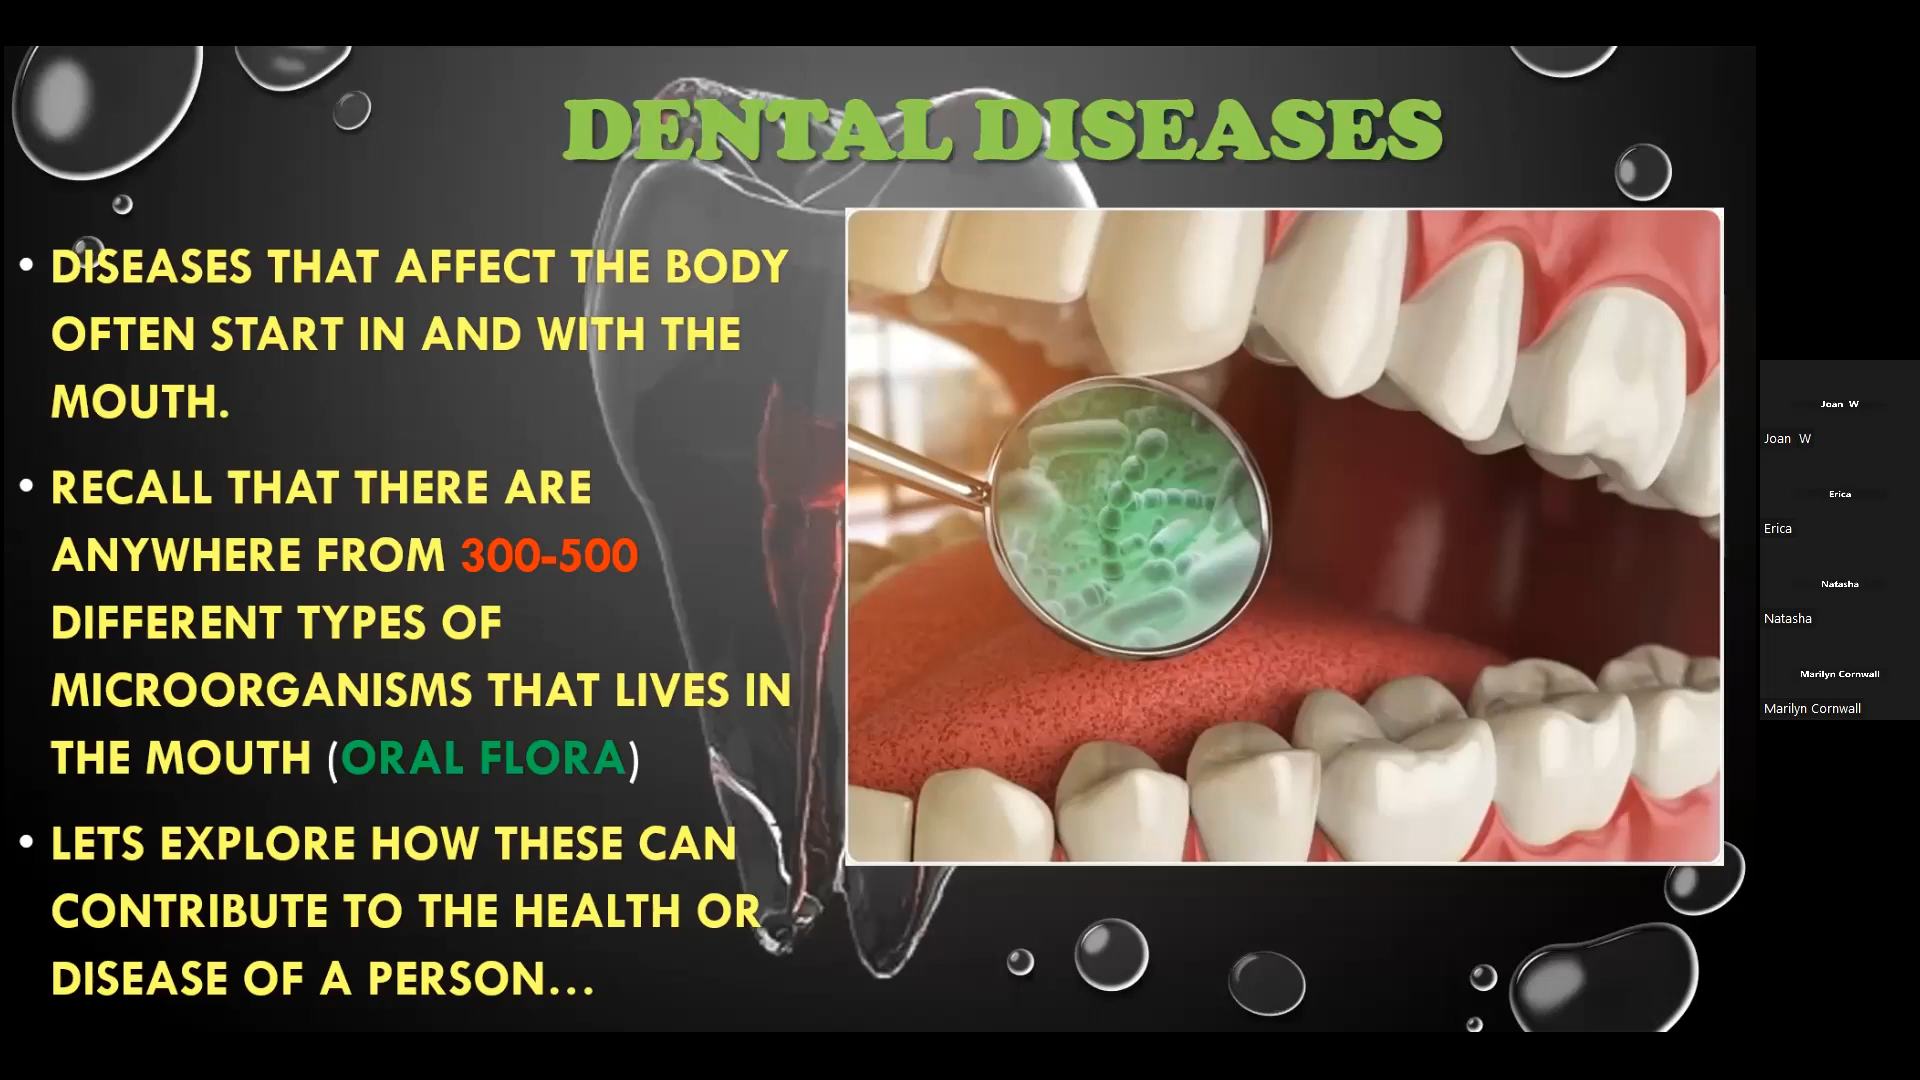 DENTAL DISEASES
• DISEASES THAT AFFECT THE BODY
OFTEN START IN AND WITH THE
MOUTH.
• RECALL THAT THERE ARE
ANYWHERE FROM 300-500
DIFFERENT TYPES OF
MICROORGANISMS THAT LIVES IN
THE MOUTH (ORAL FLORA)
• LETS EXPLORE HOW THESE CAN
CONTRIBUTE TO THE HEALTH OR
DISEASE OF A PERSON...
Joan W
Joan W
Erica
Erica
Natasha
Natasha
Marilyn Cornwall
Marilyn Cornwall